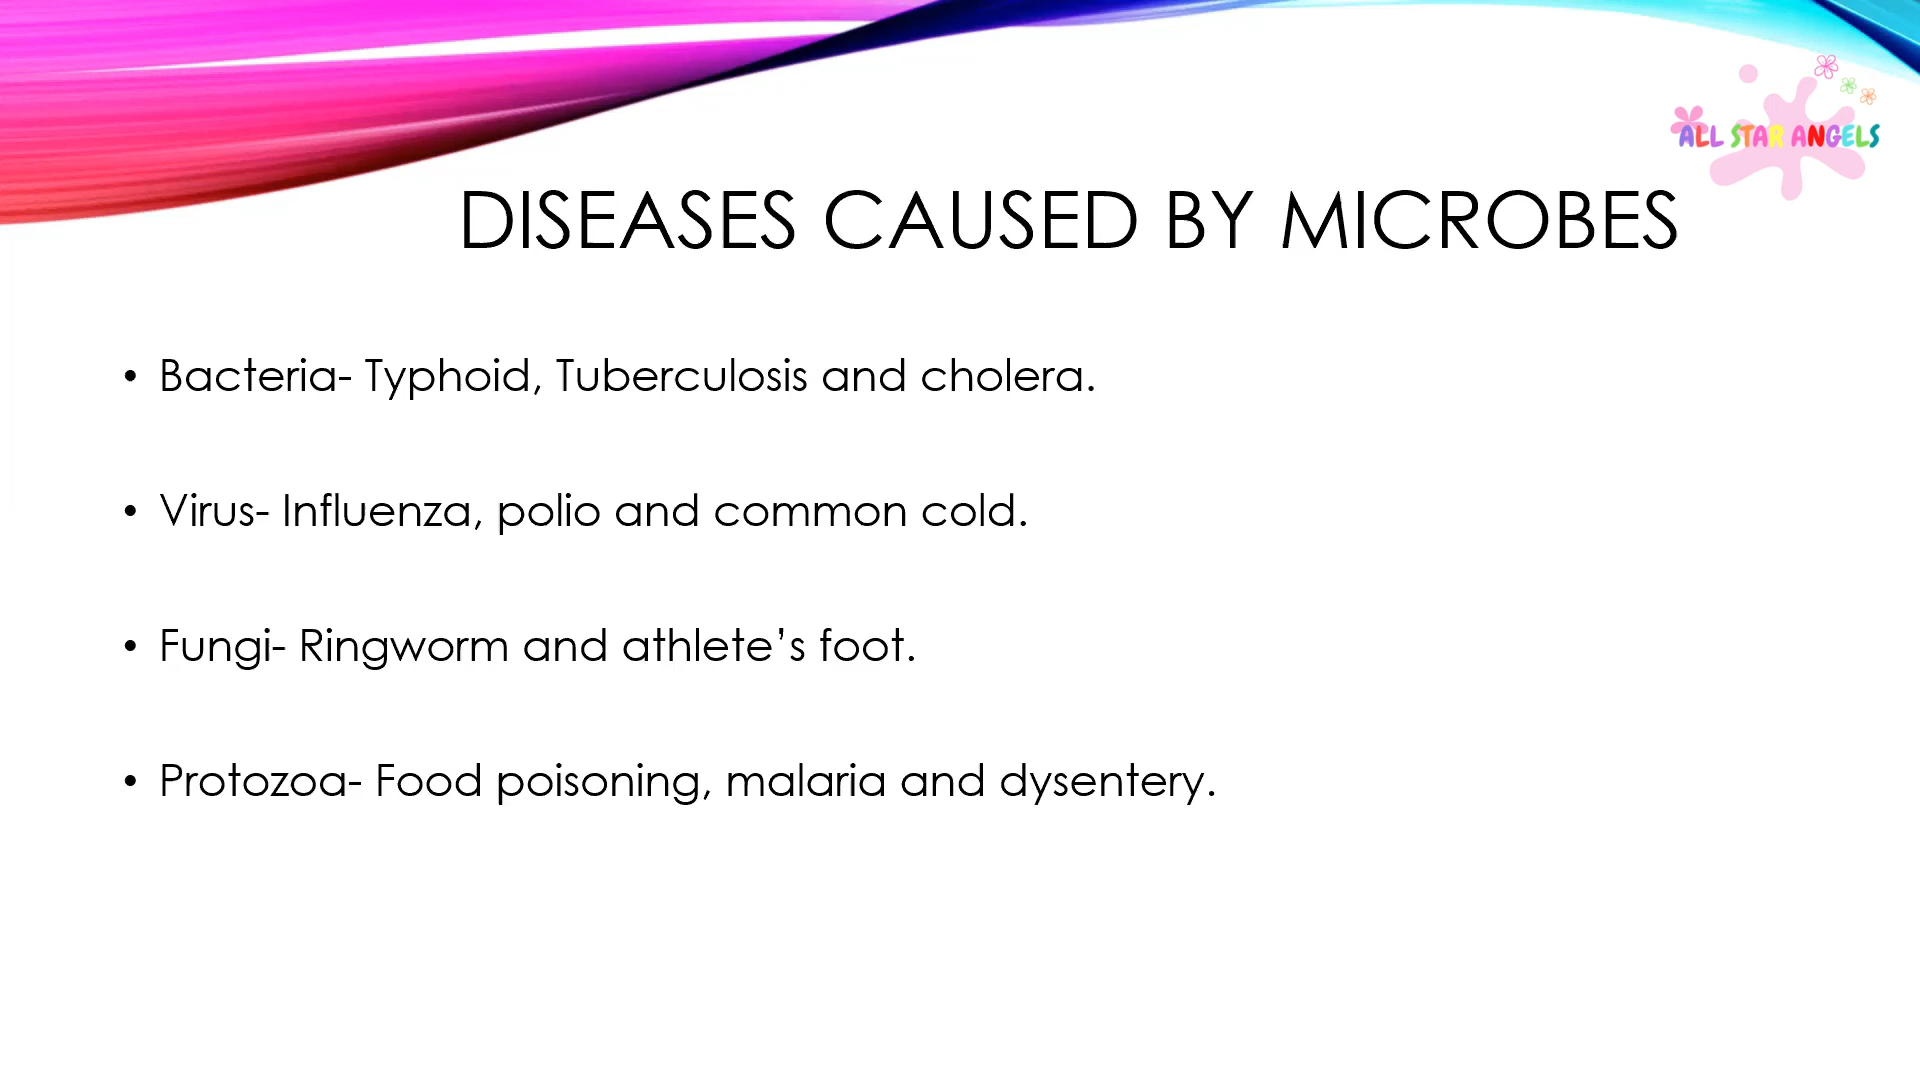 ALL STAR ANGELS
DISEASES CAUSED BY MICROBES
• Bacteria- Typhoid, Tuberculosis and cholera.
• Virus- Influenza, polio and common cold.
• Fungi- Ringworm and athlete’s foot.
• Protozoa- Food poisoning, malaria and dysentery.